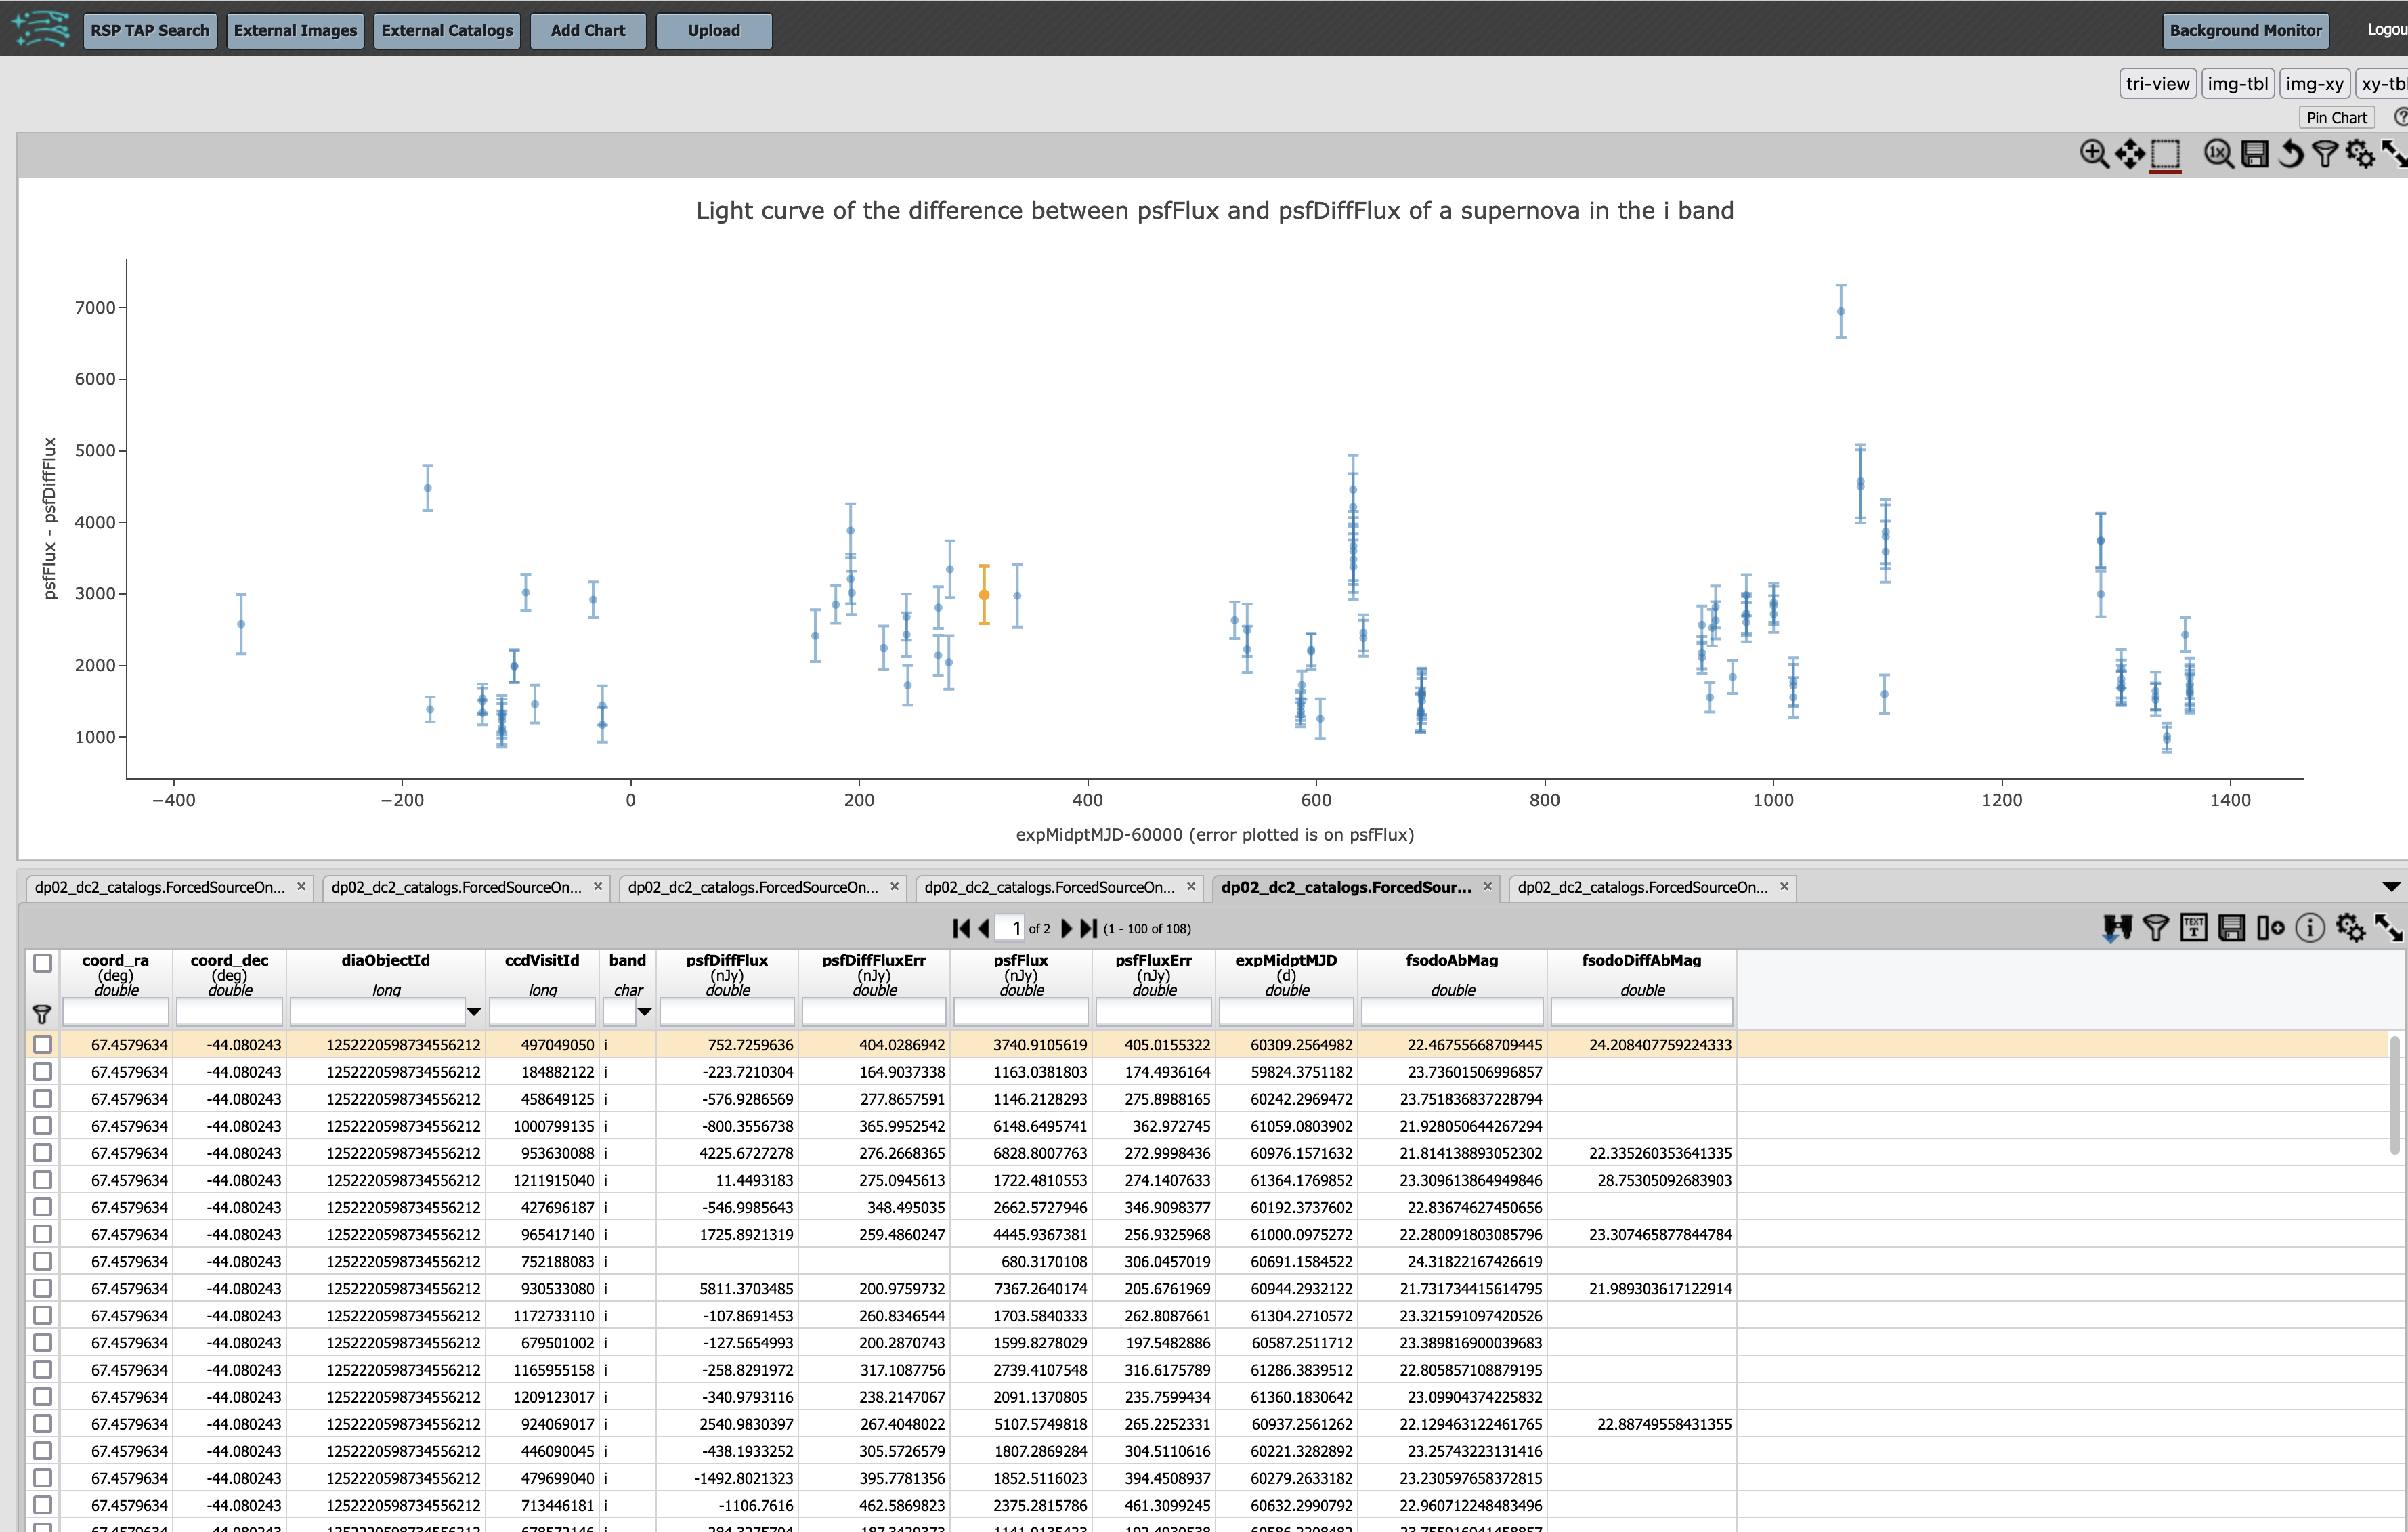 RSP TAP Search External Images External Catalogs Add Chart Upload Background Monitor Logou
tri-view img-tbl img-xy xy-tbl
Pin Chart
Light curve of the difference between psfFlux and psfDiffFlux of a supernova in the i band
psfFlux - psfDiffFlux
7000
6000
5000
4000
3000
2000
1000
−400 −200 0 200 400 600 800 1000 1200 1400
expMidptMJD-60000 (error plotted is on psfFlux)
dp02_dc2_catalogs.ForcedSourceOn... × dp02_dc2_catalogs.ForcedSourceOn... × dp02_dc2_catalogs.ForcedSourceOn... × dp02_dc2_catalogs.ForcedSourceOn... × dp02_dc2_catalogs.ForcedSour... × dp02_dc2_catalogs.ForcedSourceOn... ×
1 of 2 (1 - 100 of 108)
coord_ra coord_dec diaObjectId ccdVisitId band psfDiffFlux psfDiffFluxErr psfFlux psfFluxErr expMidptMJD fsodoAbMag fsodoDiffAbMag
(deg) (deg) (nJy) (nJy) (nJy) (nJy) (d)
double double long long char double double double double double double double
67.4579634 -44.080243 1252220598734556212 497049050 i 752.7259636 404.0286942 3740.9105619 405.0155322 60309.2564982 22.46755668709445 24.208407759224333
67.4579634 -44.080243 1252220598734556212 184882122 i -223.7210304 164.9037338 1163.0381803 174.4936164 59824.3751182 23.73601506996857
67.4579634 -44.080243 1252220598734556212 458649125 i -576.9286569 277.8657591 1146.2128293 275.8988165 60242.2969472 23.751836837228794
67.4579634 -44.080243 1252220598734556212 1000799135 i -800.3556738 365.9952542 6148.6495741 362.972745 61059.0803902 21.928050644267294
67.4579634 -44.080243 1252220598734556212 953630088 i 4225.6727278 276.2668365 6828.8007763 272.9998436 60976.1571632 21.814138893052302 22.335260353641335
67.4579634 -44.080243 1252220598734556212 1211915040 i 11.4493183 275.0945613 1722.4810553 274.1407633 61364.1769852 23.309613864949846 28.75305092683903
67.4579634 -44.080243 1252220598734556212 427696187 i -546.9985643 348.495035 2662.5727946 346.9098377 60192.3737602 22.83674627450656
67.4579634 -44.080243 1252220598734556212 965417140 i 1725.8921319 259.4860247 4445.9367381 256.9325968 61000.0975272 22.280091803085796 23.307465877844784
67.4579634 -44.080243 1252220598734556212 752188083 i 680.3170108 306.0457019 60691.1584522 24.31822167426619
67.4579634 -44.080243 1252220598734556212 930533080 i 5811.3703485 200.9759732 7367.2640174 205.6761969 60944.2932122 21.731734415614795 21.989303617122914
67.4579634 -44.080243 1252220598734556212 1172733110 i -107.8691453 260.8346544 1703.5840333 262.8087661 61304.2710572 23.321591097420526
67.4579634 -44.080243 1252220598734556212 679501002 i -127.5654993 200.2870743 1599.8278029 197.5482886 60587.2511712 23.389816900039683
67.4579634 -44.080243 1252220598734556212 1165955158 i -258.8291972 317.1087756 2739.4107548 316.6175789 61286.3839512 22.805857108879195
67.4579634 -44.080243 1252220598734556212 1209123017 i -340.9793116 238.2147067 2091.1370805 235.7599434 61360.1830642 23.09904374225832
67.4579634 -44.080243 1252220598734556212 924069017 i 2540.9830397 267.4048022 5107.5749818 265.2252331 60937.2561262 22.129463122461765 22.88749558431355
67.4579634 -44.080243 1252220598734556212 446090045 i -438.1933252 305.5726579 1807.2869284 304.5110616 60221.3282892 23.25743223131416
67.4579634 -44.080243 1252220598734556212 479699040 i -1492.8021323 395.7781356 1852.5116023 394.4508937 60279.2633182 23.230597658372815
67.4579634 -44.080243 1252220598734556212 713446181 i -1106.7616 462.5869823 2375.2815786 461.3099245 60632.2990792 22.960712248483496